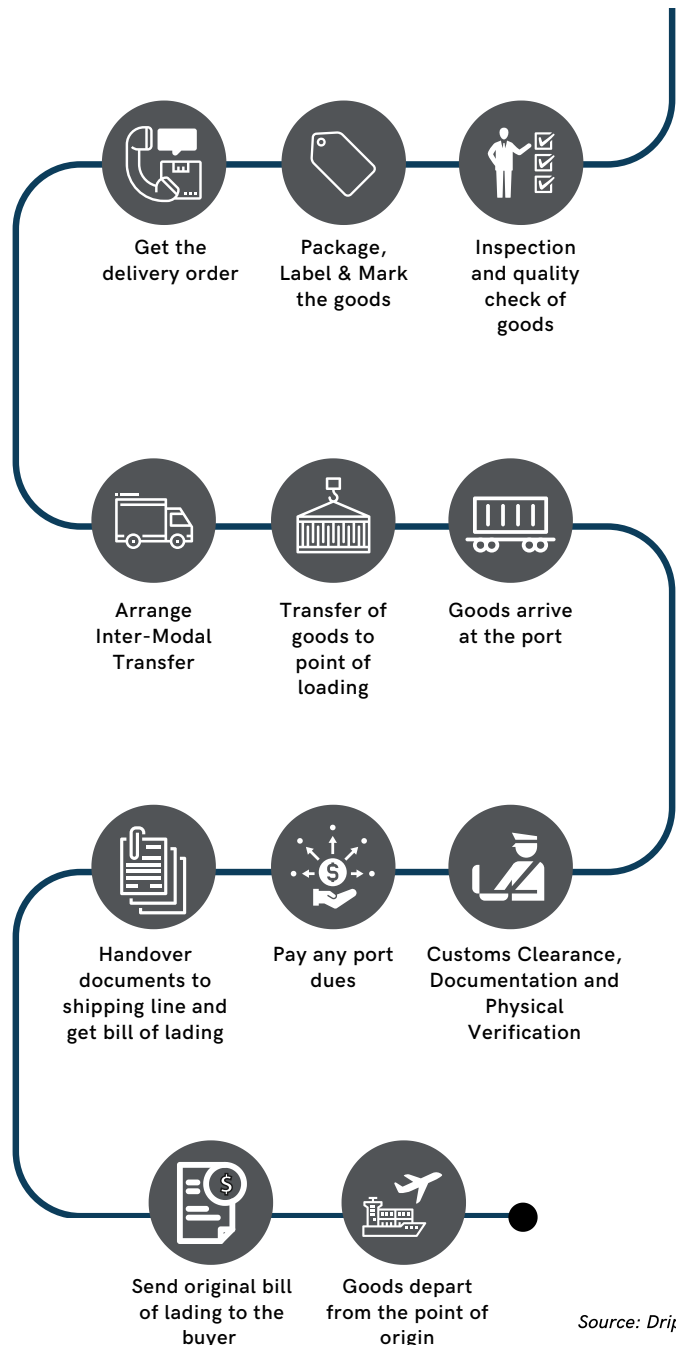 Get the
delivery order
Package,
Label & Mark
the goods
Inspection
and quality
check of
goods
Arrange
Inter-Modal
Transfer
Transfer of
goods to
point of
loading
Goods arrive
at the port
Handover
documents to
shipping line and
get bill of lading
Pay any port
dues
Customs Clearance,
Documentation and
Physical
Verification
Send original bill
of lading to the
buyer
Goods depart
from the point of
origin
Source: